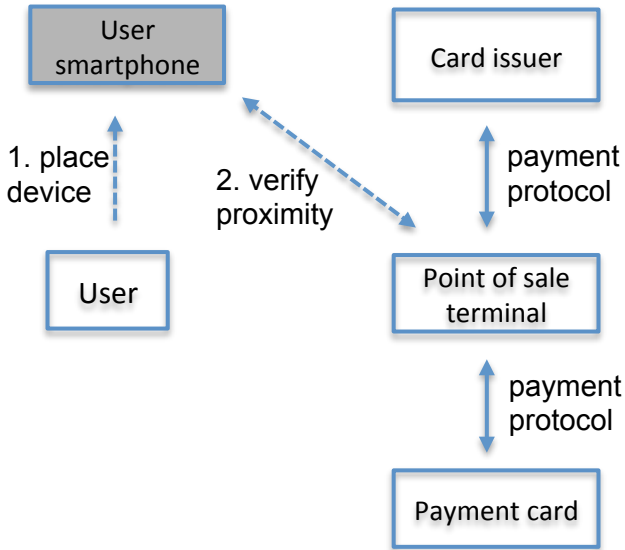 User
smartphone
Card issuer
1. place
device
2. verify
proximity
payment
protocol
User
Point of sale
terminal
payment
protocol
Payment card